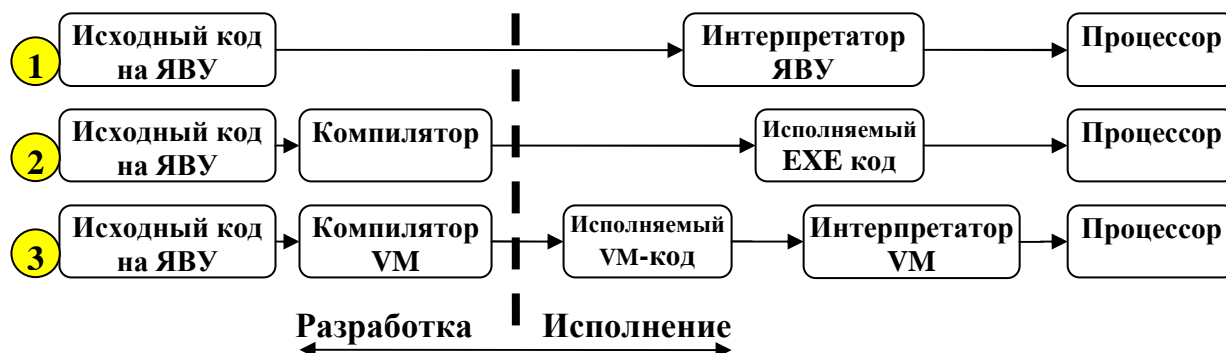 1
Исходный код
на ЯВУ
Интерпретатор
ЯВУ
Процессор
2
Исходный код
на ЯВУ
Компилятор
Исполняемый
EXE код
Процессор
3
Исходный код
на ЯВУ
Компилятор
VM
Исполняемый
VM-код
Интерпретатор
VM
Процессор
Разработка
Исполнение